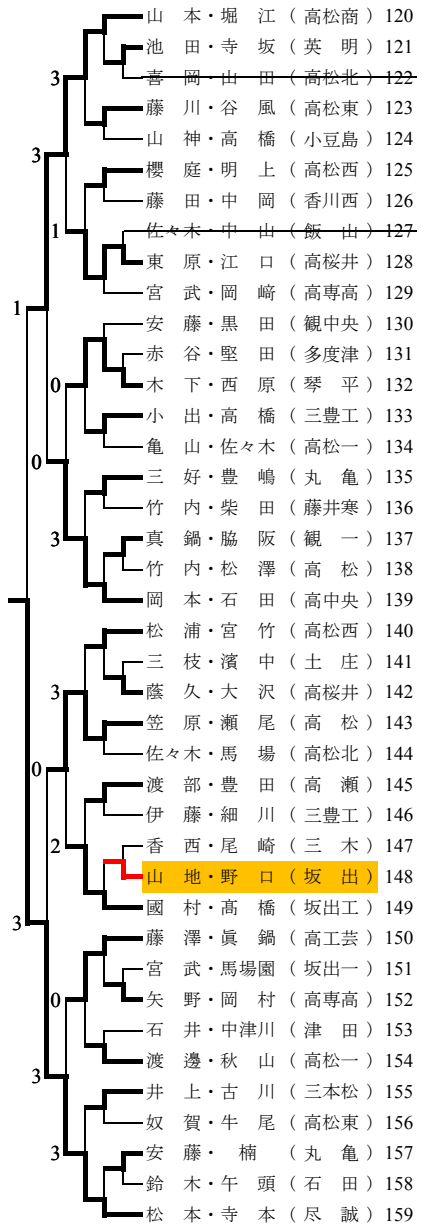 山 本・堀 江 ( 高松商 ) 120
池 田・寺 坂 ( 英 明 ) 121
喜 岡・山 田 ( 高松北 ) 122
3
藤 川・谷 風 ( 高松東 ) 123
山 神・高 橋 ( 小豆島 ) 124
3
櫻 庭・明 上 ( 高松西 ) 125
藤 田・中 岡 ( 香川西 ) 126
1
佐々木・中 山 ( 飯 山 ) 127
東 原・江 口 ( 高桜井 ) 128
宮 武・岡 﨑 ( 高専高 ) 129
1
安 藤・黒 田 ( 観中央 ) 130
赤 谷・堅 田 ( 多度津 ) 131
0
木 下・西 原 ( 琴 平 ) 132
小 出・高 橋 ( 三豊工 ) 133
亀 山・佐々木 ( 高松一 ) 134
0
三 好・豊 嶋 ( 丸 亀 ) 135
竹 内・柴 田 ( 藤井寒 ) 136
3
真 鍋・脇 阪 ( 観 一 ) 137
竹 内・松 澤 ( 高 松 ) 138
岡 本・石 田 ( 高中央 ) 139
松 浦・宮 竹 ( 高松西 ) 140
三 枝・濱 中 ( 土 庄 ) 141
3
蔭 久・大 沢 ( 高桜井 ) 142
笠 原・瀬 尾 ( 高 松 ) 143
佐々木・馬 場 ( 高松北 ) 144
0
渡 部・豊 田 ( 高 瀬 ) 145
伊 藤・細 川 ( 三豊工 ) 146
2
香 西・尾 崎 ( 三 木 ) 147
山 地・野 口 ( 坂 出 ) 148
國 村・髙 橋 ( 坂出工 ) 149
3
藤 澤・眞 鍋 ( 高工芸 ) 150
宮 武・馬場園 ( 坂出一 ) 151
0
矢 野・岡 村 ( 高専高 ) 152
石 井・中津川 ( 津 田 ) 153
渡 邊・秋 山 ( 高松一 ) 154
3
井 上・古 川 ( 三本松 ) 155
奴 賀・牛 尾 ( 高松東 ) 156
3
安 藤・ 楠 ( 丸 亀 ) 157
鈴 木・午 頭 ( 石 田 ) 158
松 本・寺 本 ( 尽 誠 ) 159